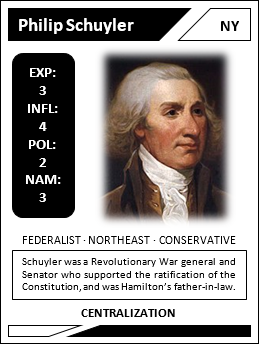 Philip Schuyler NY
EXP:
3
INFL:
4
POL:
2
NAM:
3
FEDERALIST · NORTHEAST · CONSERVATIVE
Schuyler was a Revolutionary War general and
Senator who supported the ratification of the
Constitution, and was Hamilton's father-in-law.
CENTRALIZATION